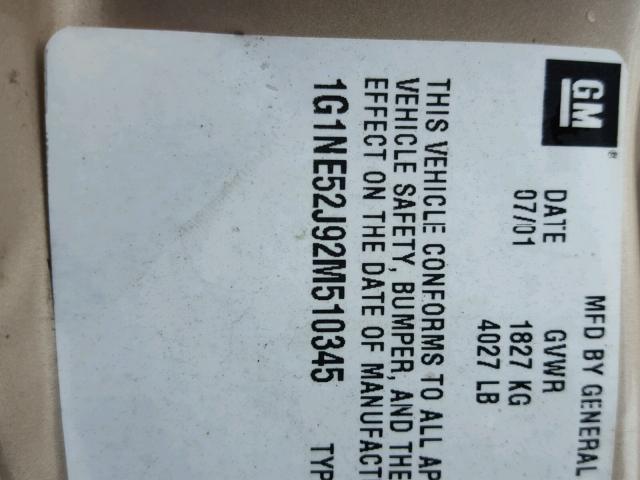 GM
MFD BY GENERAL
DATE GVWR
07/01 1827 KG
4027 LB
THIS VEHICLE CONFORMS TO ALL AP
VEHICLE SAFETY, BUMPER, AND THE
EFFECT ON THE DATE OF MANUFACT
1G1NE52J92M510345 TYP